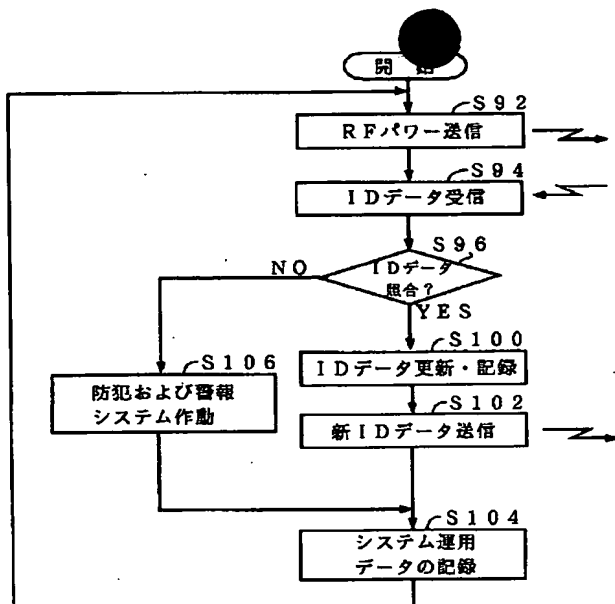 開
S92
RFパワー送信
S94
IDデータ受信
S96
IDデータ
照合?
NO
YES
S100
IDデータ更新・記録
S106
防犯および警報
システム作動
S102
新IDデータ送信
S104
システム運用
データの記録